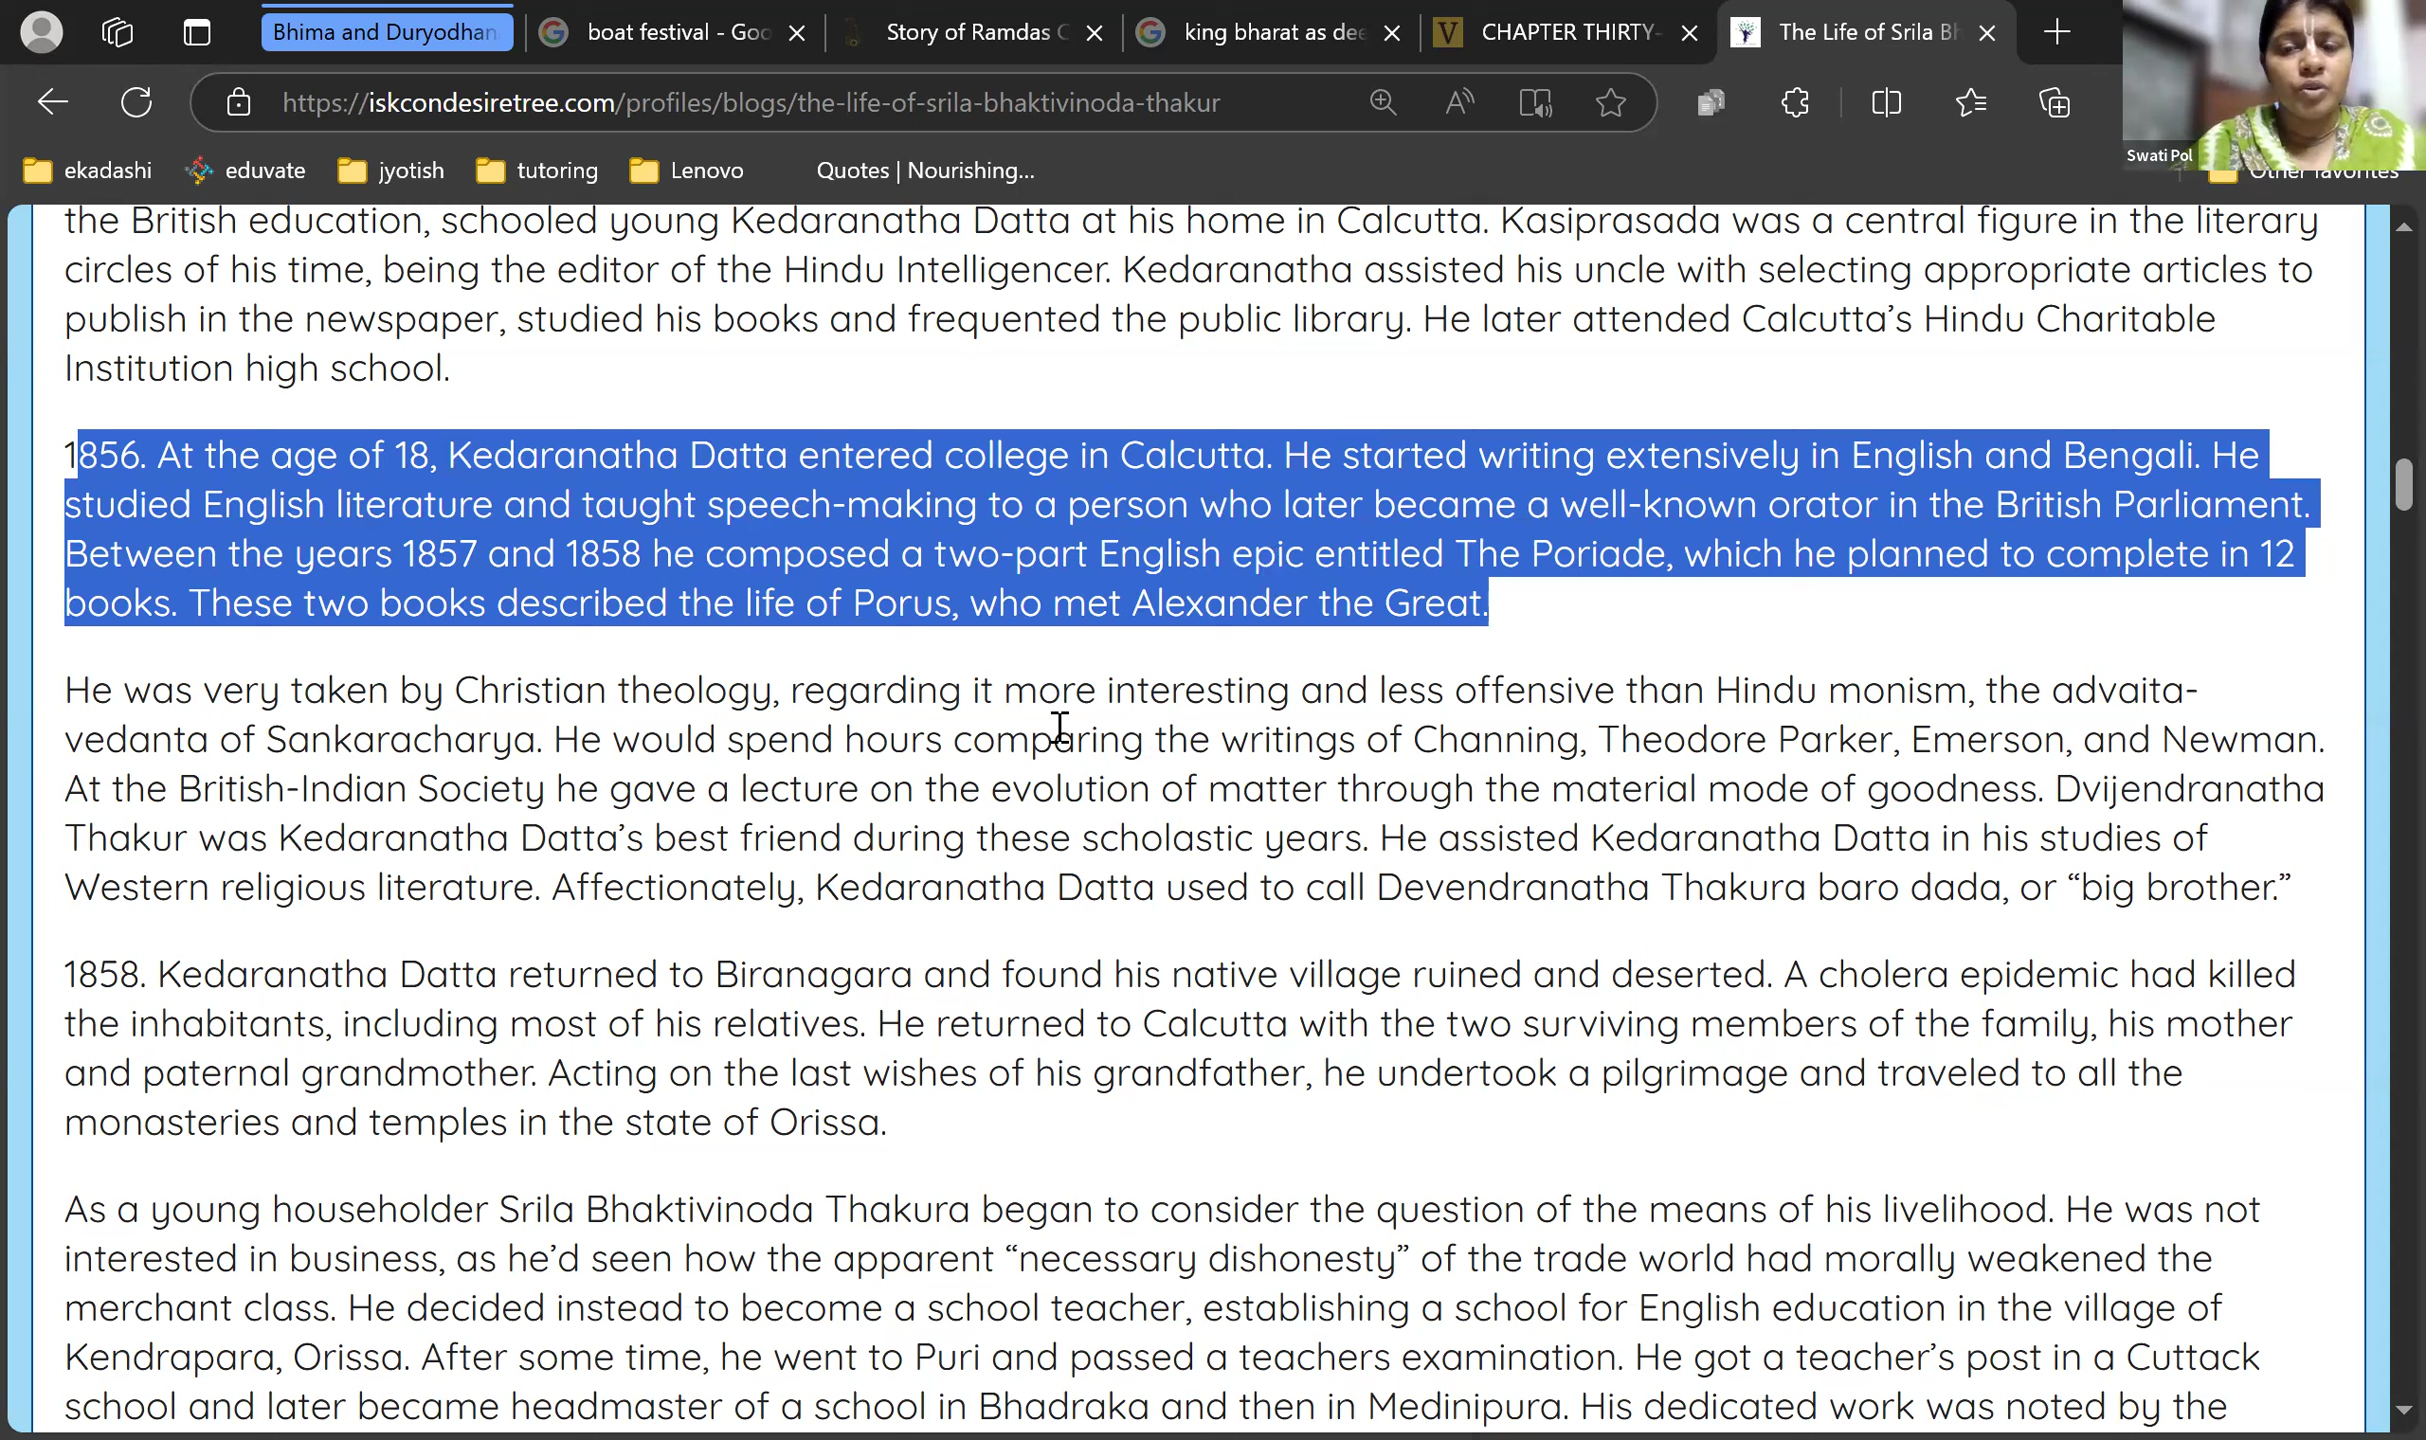 Bhima and Duryodhan
boat festival - Goo
Story of Ramdas C
king bharat as dee
CHAPTER THIRTY-
The Life of Srila Bh
https://iskcondesiretree.com/profiles/blogs/the-life-of-srila-bhaktivinoda-thakur
ekadashi
eduvate
jyotish
tutoring
Lenovo
Quotes | Nourishing...
Other favorites
Swati Pol
the British education, schooled young Kedaranatha Datta at his home in Calcutta. Kasiprasada was a central figure in the literary
circles of his time, being the editor of the Hindu Intelligencer. Kedaranatha assisted his uncle with selecting appropriate articles to
publish in the newspaper, studied his books and frequented the public library. He later attended Calcutta’s Hindu Charitable
Institution high school.
1856. At the age of 18, Kedaranatha Datta entered college in Calcutta. He started writing extensively in English and Bengali. He
studied English literature and taught speech-making to a person who later became a well-known orator in the British Parliament.
Between the years 1857 and 1858 he composed a two-part English epic entitled The Poriade, which he planned to complete in 12
books. These two books described the life of Porus, who met Alexander the Great.
He was very taken by Christian theology, regarding it more interesting and less offensive than Hindu monism, the advaita-
vedanta of Sankaracharya. He would spend hours comparing the writings of Channing, Theodore Parker, Emerson, and Newman.
At the British-Indian Society he gave a lecture on the evolution of matter through the material mode of goodness. Dvijendranatha
Thakur was Kedaranatha Datta’s best friend during these scholastic years. He assisted Kedaranatha Datta in his studies of
Western religious literature. Affectionately, Kedaranatha Datta used to call Devendranatha Thakura baro dada, or “big brother.”
1858. Kedaranatha Datta returned to Biranagara and found his native village ruined and deserted. A cholera epidemic had killed
the inhabitants, including most of his relatives. He returned to Calcutta with the two surviving members of the family, his mother
and paternal grandmother. Acting on the last wishes of his grandfather, he undertook a pilgrimage and traveled to all the
monasteries and temples in the state of Orissa.
As a young householder Srila Bhaktivinoda Thakura began to consider the question of the means of his livelihood. He was not
interested in business, as he’d seen how the apparent “necessary dishonesty” of the trade world had morally weakened the
merchant class. He decided instead to become a school teacher, establishing a school for English education in the village of
Kendrapara, Orissa. After some time, he went to Puri and passed a teachers examination. He got a teacher’s post in a Cuttack
school and later became headmaster of a school in Bhadraka and then in Medinipura. His dedicated work was noted by the